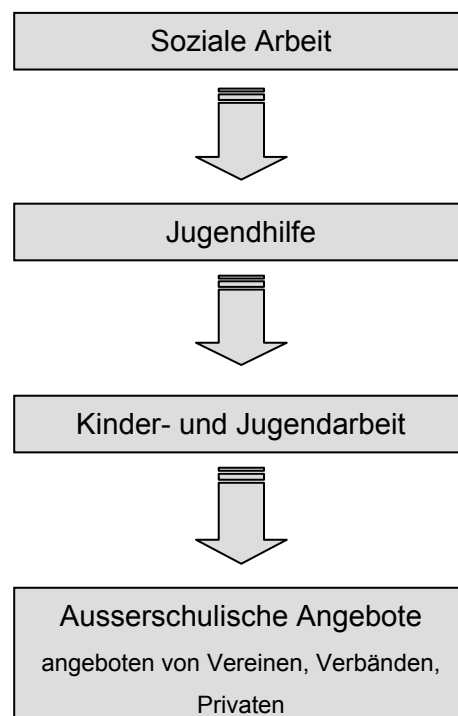 Soziale Arbeit
Jugendhilfe
Kinder- und Jugendarbeit
Ausserschulische Angebote
angeboten von Vereinen, Verbänden,
Privaten